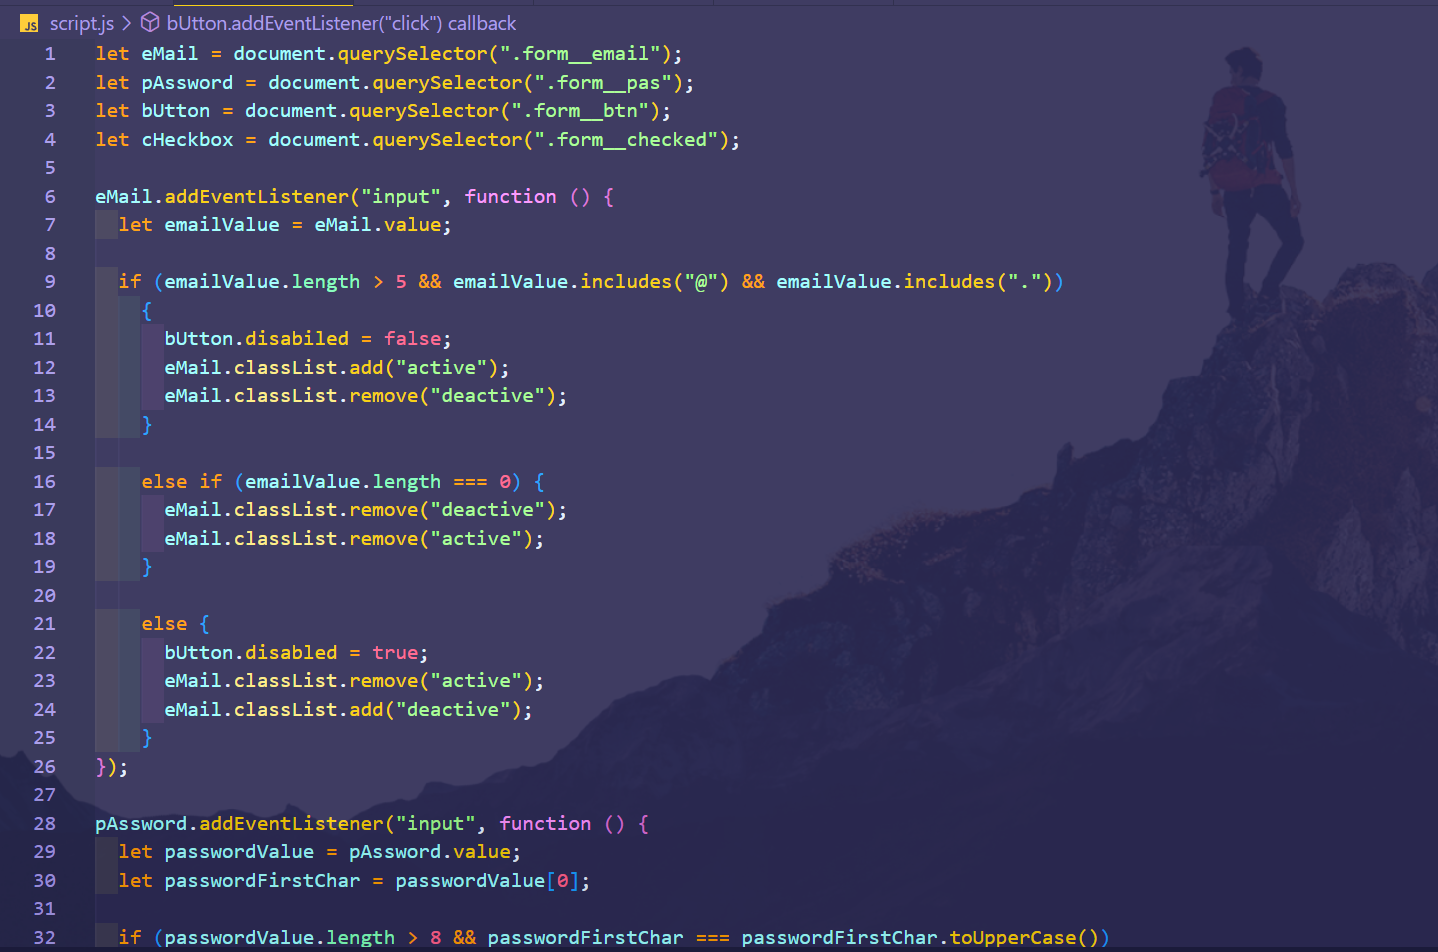 JS script.js > bUtton.addEventListener("click") callback
1 let eMail = document.querySelector(".form__email");
2 let pAssword = document.querySelector(".form__pas");
3 let bUtton = document.querySelector(".form__btn");
4 let cHeckbox = document.querySelector(".form__checked");
5
6 eMail.addEventListener("input", function () {
7 let emailValue = eMail.value;
8
9 if (emailValue.length > 5 && emailValue.includes("@") && emailValue.includes("."))
10 {
11 bUtton.disabiled = false;
12 eMail.classList.add("active");
13 eMail.classList.remove("deactive");
14 }
15
16 else if (emailValue.length === 0) {
17 eMail.classList.remove("deactive");
18 eMail.classList.remove("active");
19 }
20
21 else {
22 bUtton.disabled = true;
23 eMail.classList.remove("active");
24 eMail.classList.add("deactive");
25 }
26 });
27
28 pAssword.addEventListener("input", function () {
29 let passwordValue = pAssword.value;
30 let passwordFirstChar = passwordValue[0];
31
32 if (passwordValue.length > 8 && passwordFirstChar === passwordFirstChar.toUpperCase())